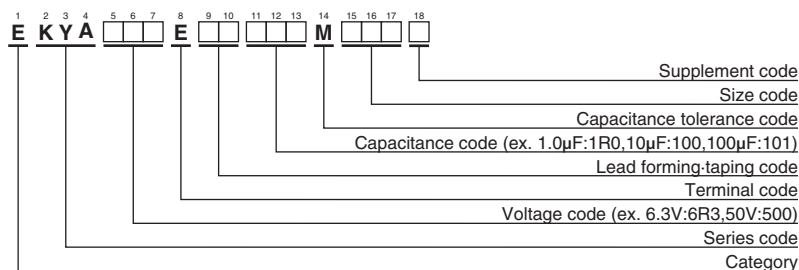 1 2 3 4 5 6 7 8 9 10 11 12 13 14 15 16 17 18
E K Y A E M
Supplement code
Size code
Capacitance tolerance code
Capacitance code (ex. 1.0μF:1R0,10μF:100,100μF:101)
Lead forming·taping code
Terminal code
Voltage code (ex. 6.3V:6R3,50V:500)
Series code
Category